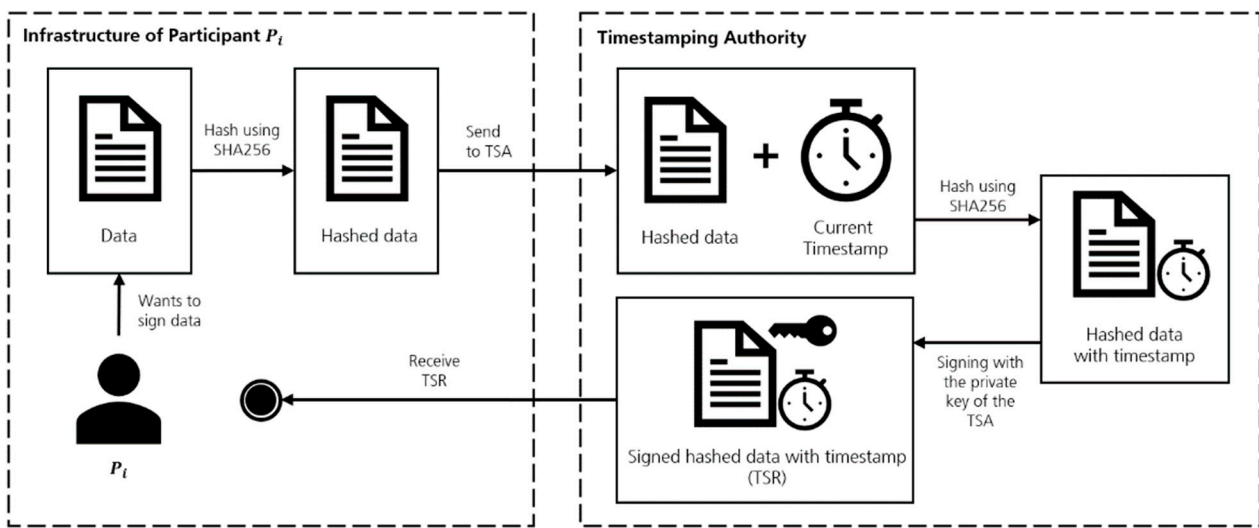 Infrastructure of Participant Pᵢ
Timestamping Authority
Hash using
SHA256
Data
Hashed data
Send
to TSA
+
Hashed data
Current
Timestamp
Hash using
SHA256
Hashed data
with timestamp
Wants to
sign data
Pᵢ
Receive
TSR
Signing with
the private
key of the
TSA
Signed hashed data with timestamp
(TSR)